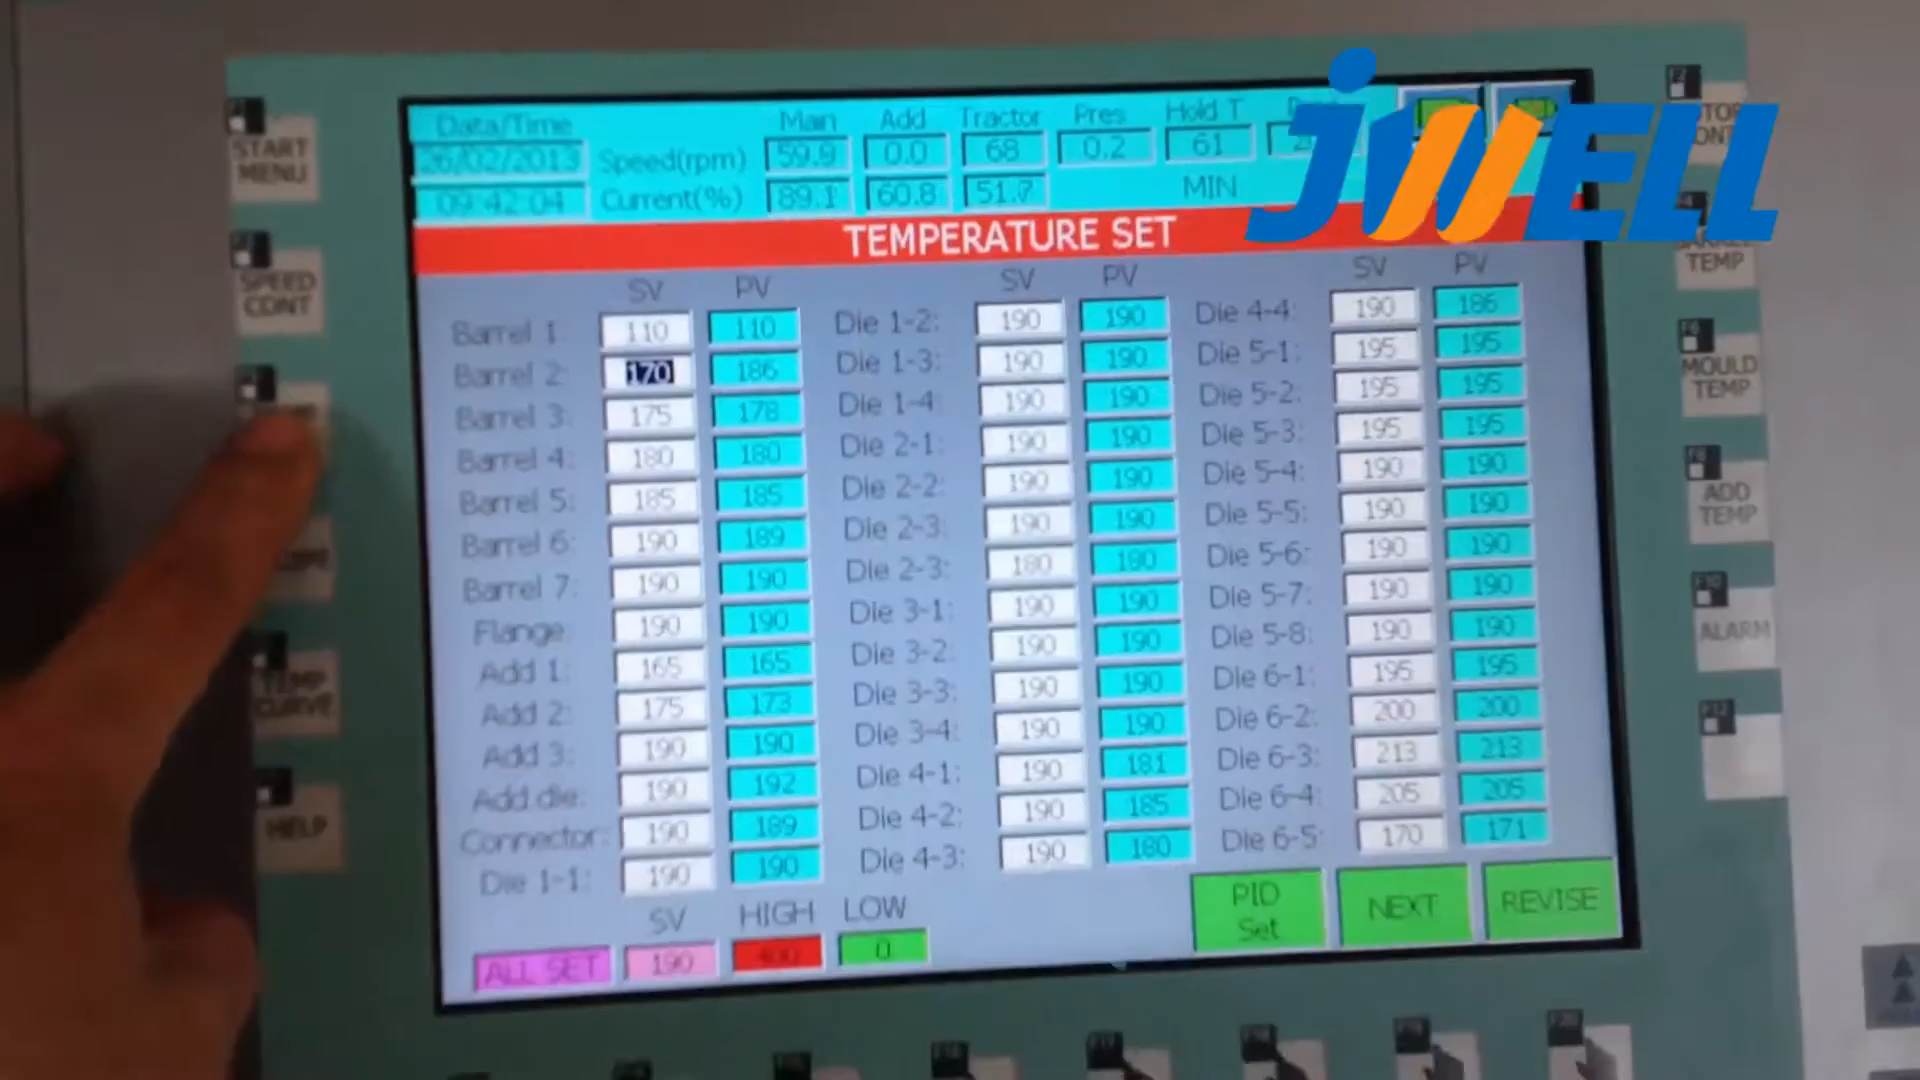 JWELL
Data/Time Main Add Tractor Pres Hold T
26/02/2013 Speed(rpm) 59.9 0.0 68 0.2 61
09:42:04 Current(%) 89.1 60.8 51.7 MIN
TEMPERATURE SET
SV PV SV PV SV PV
Barrel 1: 110 110 Die 1-2: 190 190 Die 4-4: 190 186
Barrel 2: 170 186 Die 1-3: 190 190 Die 5-1: 195 195
Barrel 3: 175 178 Die 1-4: 190 190 Die 5-2: 195 195
Barrel 4: 180 180 Die 2-1: 190 190 Die 5-3: 195 195
Barrel 5: 185 185 Die 2-2: 190 190 Die 5-4: 190 190
Barrel 6: 190 189 Die 2-3: 190 190 Die 5-5: 190 190
Barrel 7: 190 190 Die 2-3: 180 180 Die 5-6: 190 190
Flange: 190 190 Die 3-1: 190 190 Die 5-7: 190 190
Add 1: 165 165 Die 3-2: 190 190 Die 5-8: 190 190
Add 2: 175 173 Die 3-3: 190 190 Die 6-1: 195 195
Add 3: 190 190 Die 3-4: 190 190 Die 6-2: 200 200
Add die: 190 192 Die 4-1: 190 181 Die 6-3: 213 213
Connector: 190 189 Die 4-2: 190 185 Die 6-4: 205 205
Die 1-1: 190 190 Die 4-3: 190 180 Die 6-5: 170 171
SV HIGH LOW
ALL SET 190 400 0
PID Set NEXT REVISE
START
MENU
SPEED
CONT
TEMP
CURVE
HELP
TEMP
MOULD
TEMP
ADD
TEMP
ALARM